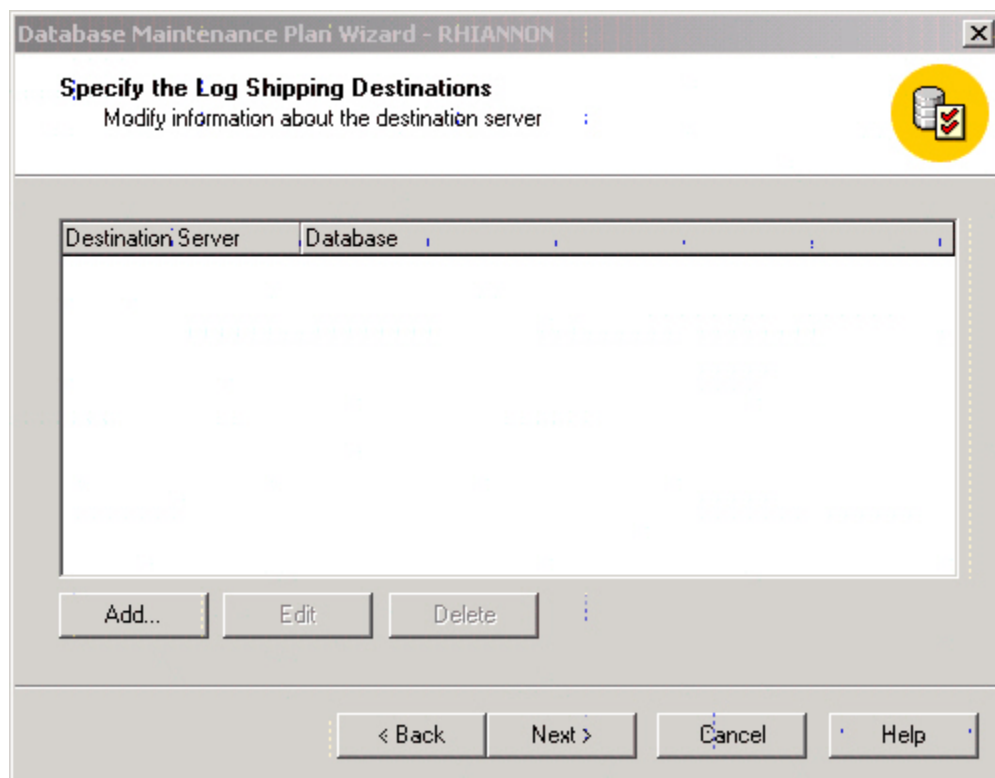 Database Maintenance Plan Wizard - RHIANNON
Specify the Log Shipping Destinations
Modify information about the destination server
Destination Server Database
Add... Edit Delete
< Back Next > Cancel Help